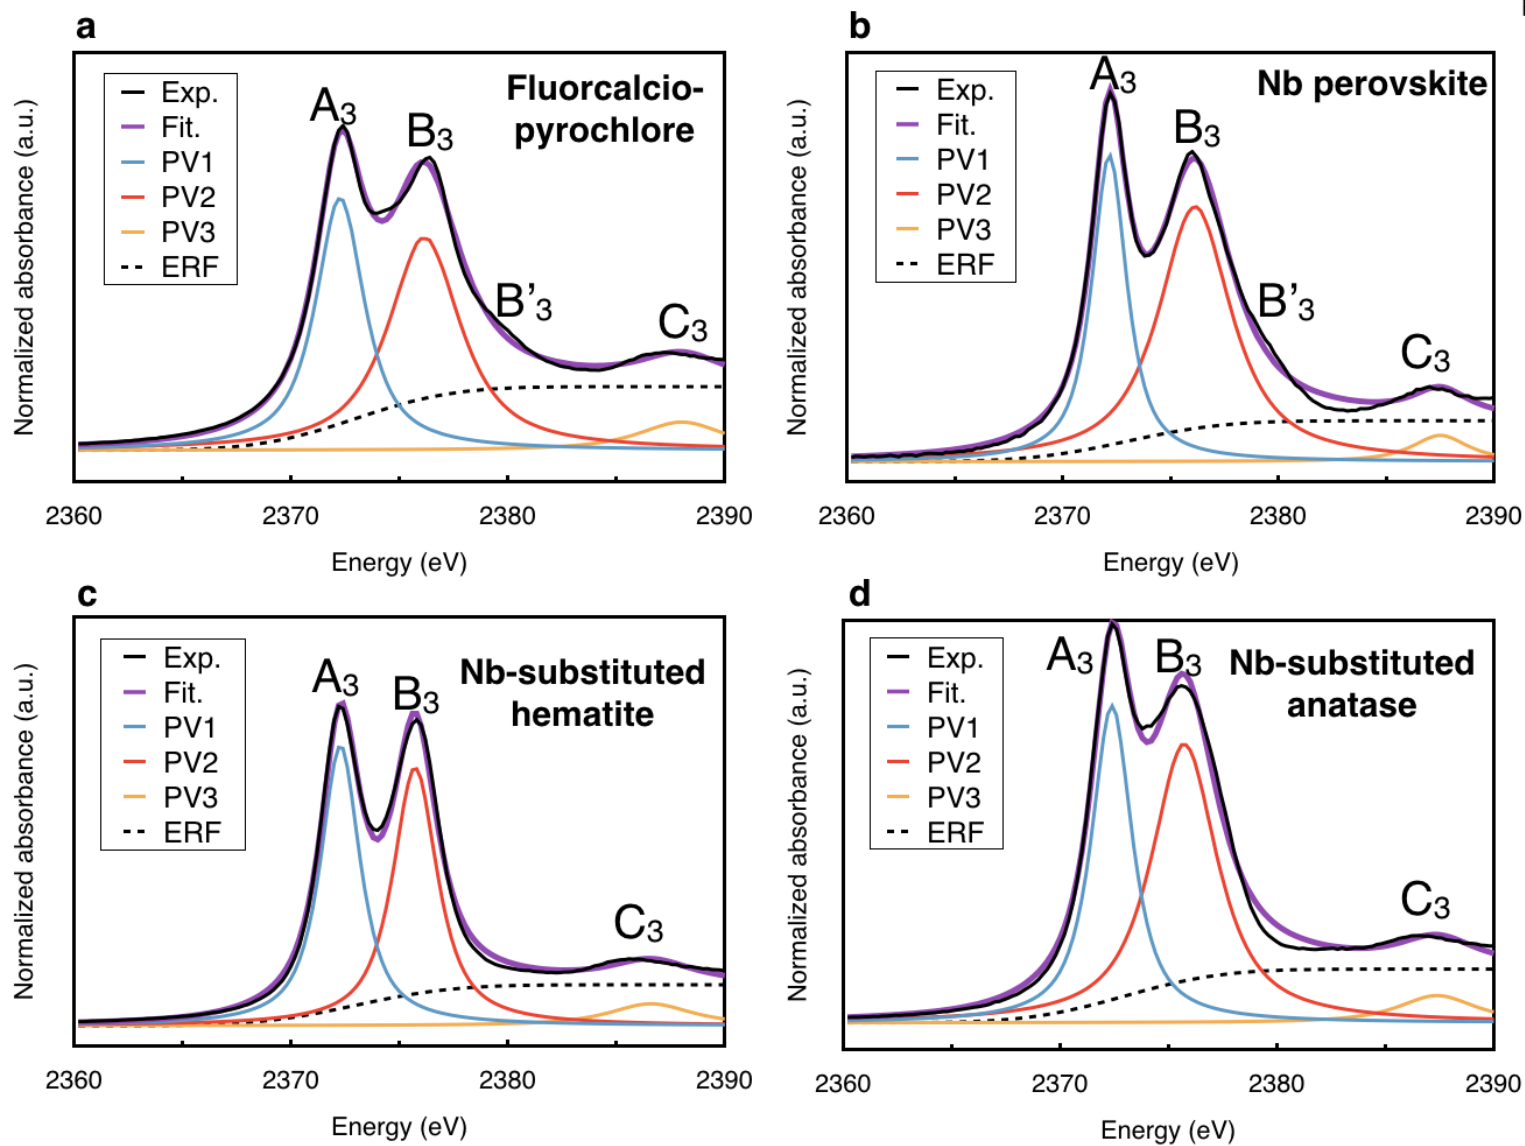 a
Normalized absorbance (a.u.)
Exp.
Fit.
PV1
PV2
PV3
ERF
A3
B3
B’3
C3
Fluorcalcio-
pyrochlore
2360 2370 2380 2390
Energy (eV)
b
Normalized absorbance (a.u.)
Exp.
Fit.
PV1
PV2
PV3
ERF
A3
B3
B’3
C3
Nb perovskite
2360 2370 2380 2390
Energy (eV)
c
Normalized absorbance (a.u.)
Exp.
Fit.
PV1
PV2
PV3
ERF
A3
B3
C3
Nb-substituted
hematite
2360 2370 2380 2390
Energy (eV)
d
Normalized absorbance (a.u.)
Exp.
Fit.
PV1
PV2
PV3
ERF
A3
B3
C3
Nb-substituted
anatase
2360 2370 2380 2390
Energy (eV)